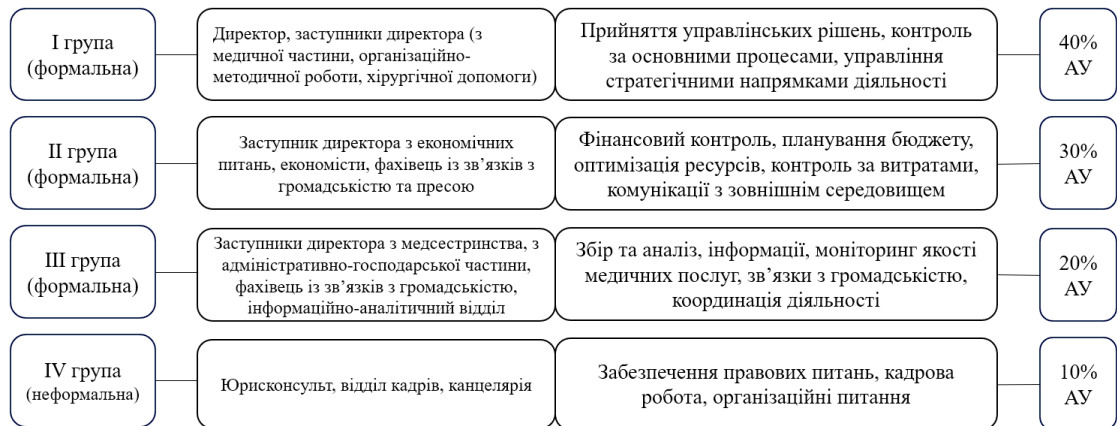 І група
(формальна)
Директор, заступники директора (з
медичної частини, організаційно-
методичної роботи, хірургічної допомоги)
Прийняття управлінських рішень, контроль
за основними процесами, управління
стратегічними напрямками діяльності
40%
АУ
ІІ група
(формальна)
Заступник директора з економічних
питань, економісти, фахівець із зв’язків з
громадськістю та пресою
Фінансовий контроль, планування бюджету,
оптимізація ресурсів, контроль за витратами,
комунікації з зовнішнім середовищем
30%
АУ
ІІІ група
(формальна)
Заступники директора з медсестринства, з
адміністративно-господарської частини,
фахівець із зв’язків з громадськістю,
інформаційно-аналітичний відділ
Збір та аналіз, інформації, моніторинг якості
медичних послуг, зв’язки з громадськістю,
координація діяльності
20%
АУ
IV група
(неформальна)
Юрисконсульт, відділ кадрів, канцелярія
Забезпечення правових питань, кадрова
робота, організаційні питання
10%
АУ